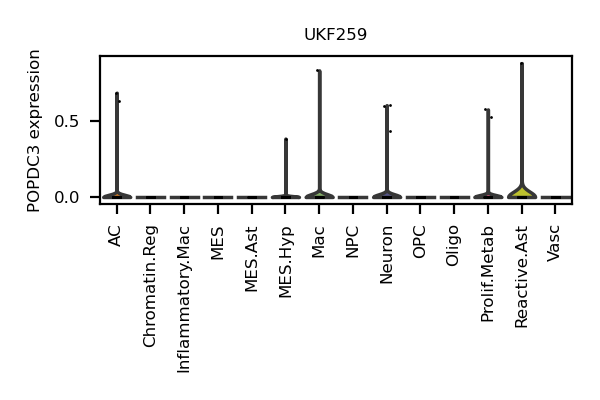 UKF259
POPDC3 expression
0.5
0.0
AC
Chromatin.Reg
Inflammatory.Mac
MES
MES.Ast
MES.Hyp
Mac
NPC
Neuron
OPC
Oligo
Prolif.Metab
Reactive.Ast
Vasc